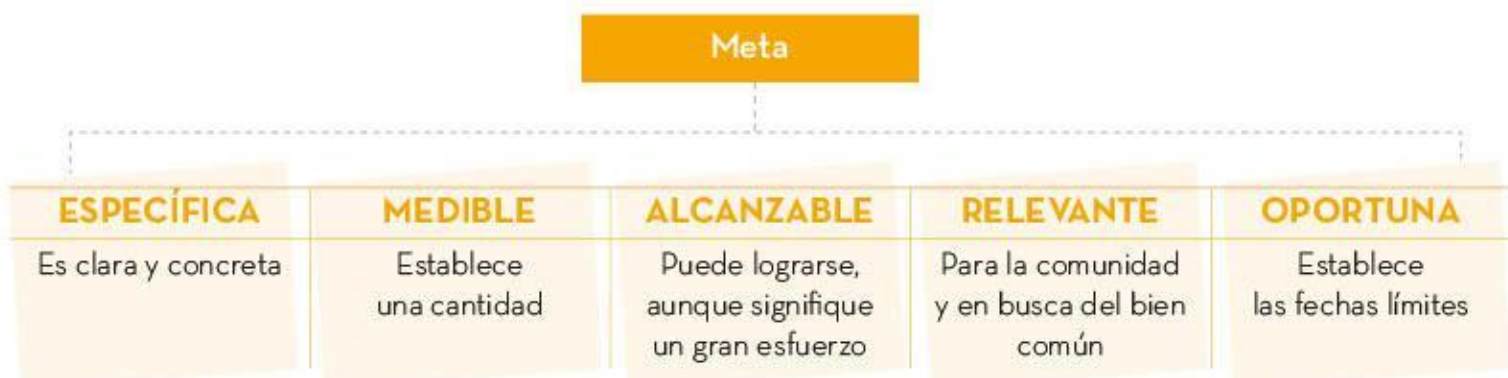 Meta
ESPECÍFICA
Es clara y concreta
MEDIBLE
Establece
una cantidad
ALCANZABLE
Puede lograrse,
aunque signifique
un gran esfuerzo
RELEVANTE
Para la comunidad
y en busca del bien
común
OPORTUNA
Establece
las fechas límites